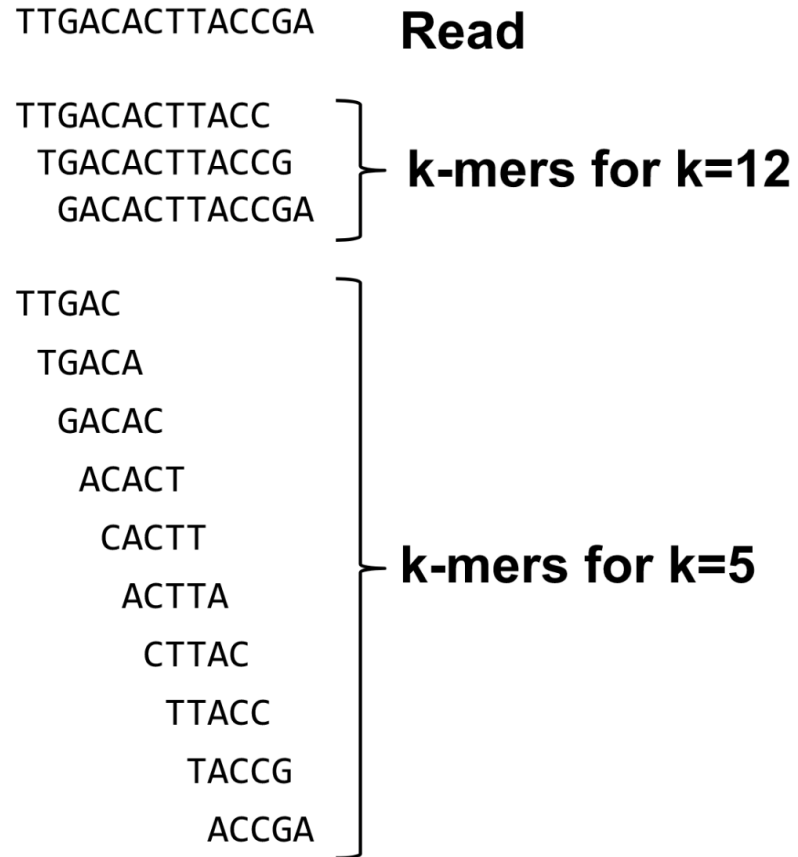 TTGACACTTACCGA Read
TTGACACTTACC
TGACACTTACCG
GACACTTACCGA
k-mers for k=12
TTGAC
TGACA
GACAC
ACACT
CACTT
ACTTA
CTTAC
TTACC
TACCG
ACCGA
k-mers for k=5